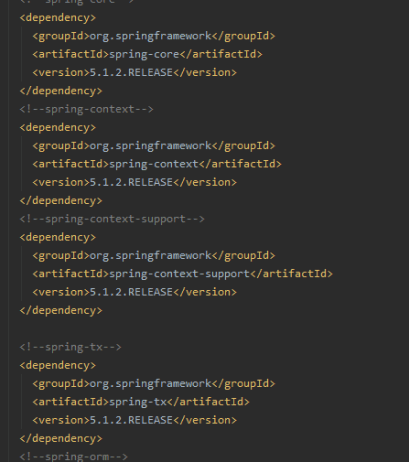 <!--spring-core-->
<dependency>
<groupId>org.springframework</groupId>
<artifactId>spring-core</artifactId>
<version>5.1.2.RELEASE</version>
</dependency>
<!--spring-context-->
<dependency>
<groupId>org.springframework</groupId>
<artifactId>spring-context</artifactId>
<version>5.1.2.RELEASE</version>
</dependency>
<!--spring-context-support-->
<dependency>
<groupId>org.springframework</groupId>
<artifactId>spring-context-support</artifactId>
<version>5.1.2.RELEASE</version>
</dependency>
<!--spring-tx-->
<dependency>
<groupId>org.springframework</groupId>
<artifactId>spring-tx</artifactId>
<version>5.1.2.RELEASE</version>
</dependency>
<!--spring-orm-->